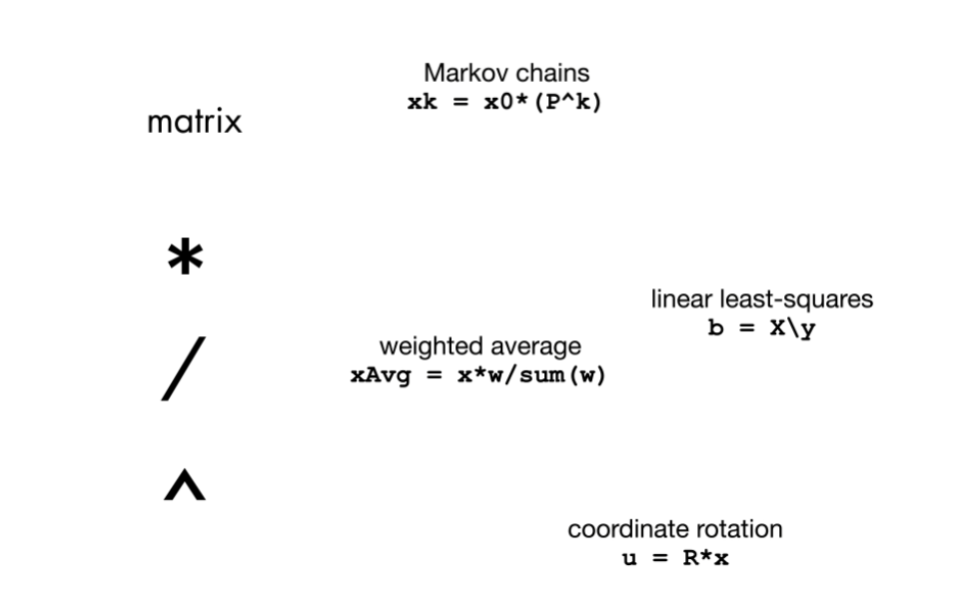 matrix
*
/
^
Markov chains
xk = x0*(P^k)
linear least-squares
b = X\y
weighted average
xAvg = x*w/sum(w)
coordinate rotation
u = R*x